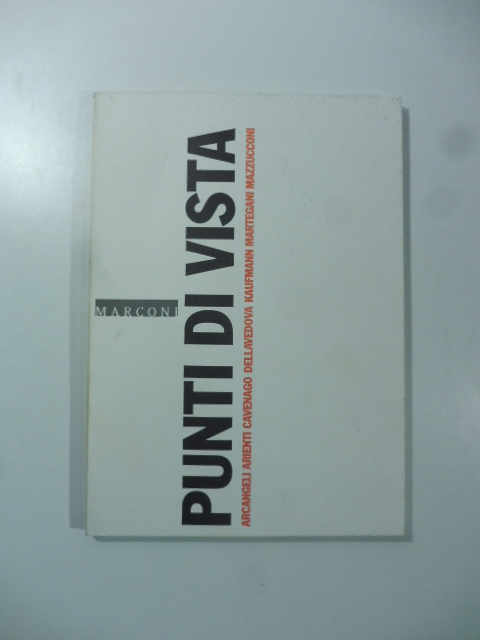 MARCONI
PUNTI DI VISTA
ARCANGELI ARIENTI CAVENAGO DELLAVEDOVA KAUFMANN MARTEGANI MAZZUCCONI